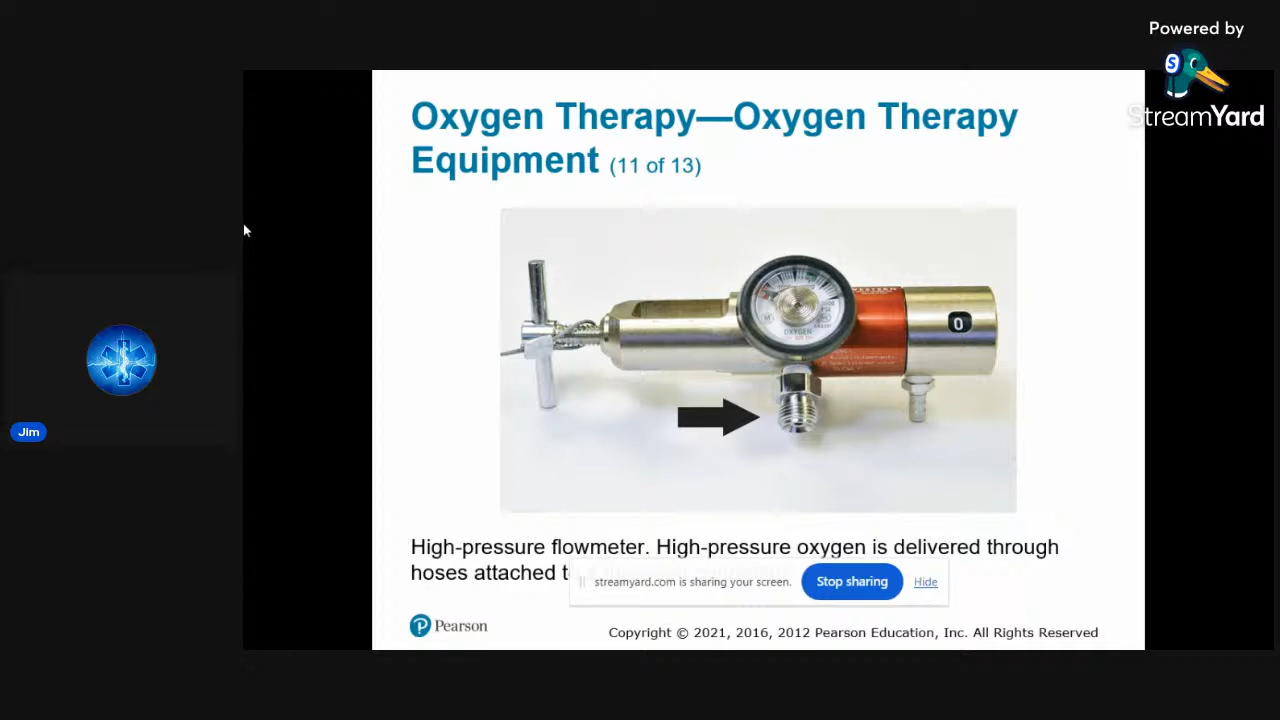 Powered by
StreamYard
Oxygen Therapy—Oxygen Therapy
Equipment (11 of 13)
OXYGEN
0
High-pressure flowmeter. High-pressure oxygen is delivered through
hoses attached
streamyard.com is sharing your screen.
Stop sharing
Hide
Jim
Pearson
Copyright © 2021, 2016, 2012 Pearson Education, Inc. All Rights Reserved